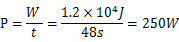 P = W/t = 1.2 × 10⁴J/48s = 250W